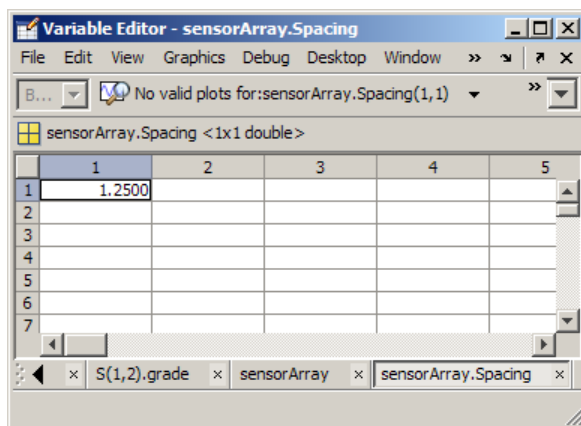 Variable Editor - sensorArray.Spacing
File Edit View Graphics Debug Desktop Window »
B... No valid plots for:sensorArray.Spacing(1,1) »
sensorArray.Spacing <1x1 double>
1 2 3 4 5
1 1.2500
2
3
4
5
6
7
S(1,2).grade sensorArray sensorArray.Spacing